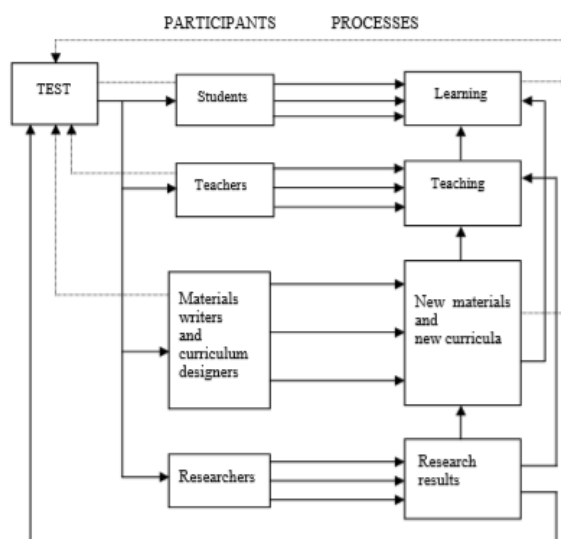 PARTICIPANTS PROCESSES
TEST
Students
Learning
Teachers
Teaching
Materials
writers
and
curriculum
designers
New materials
and
new curricula
Researchers
Research
results